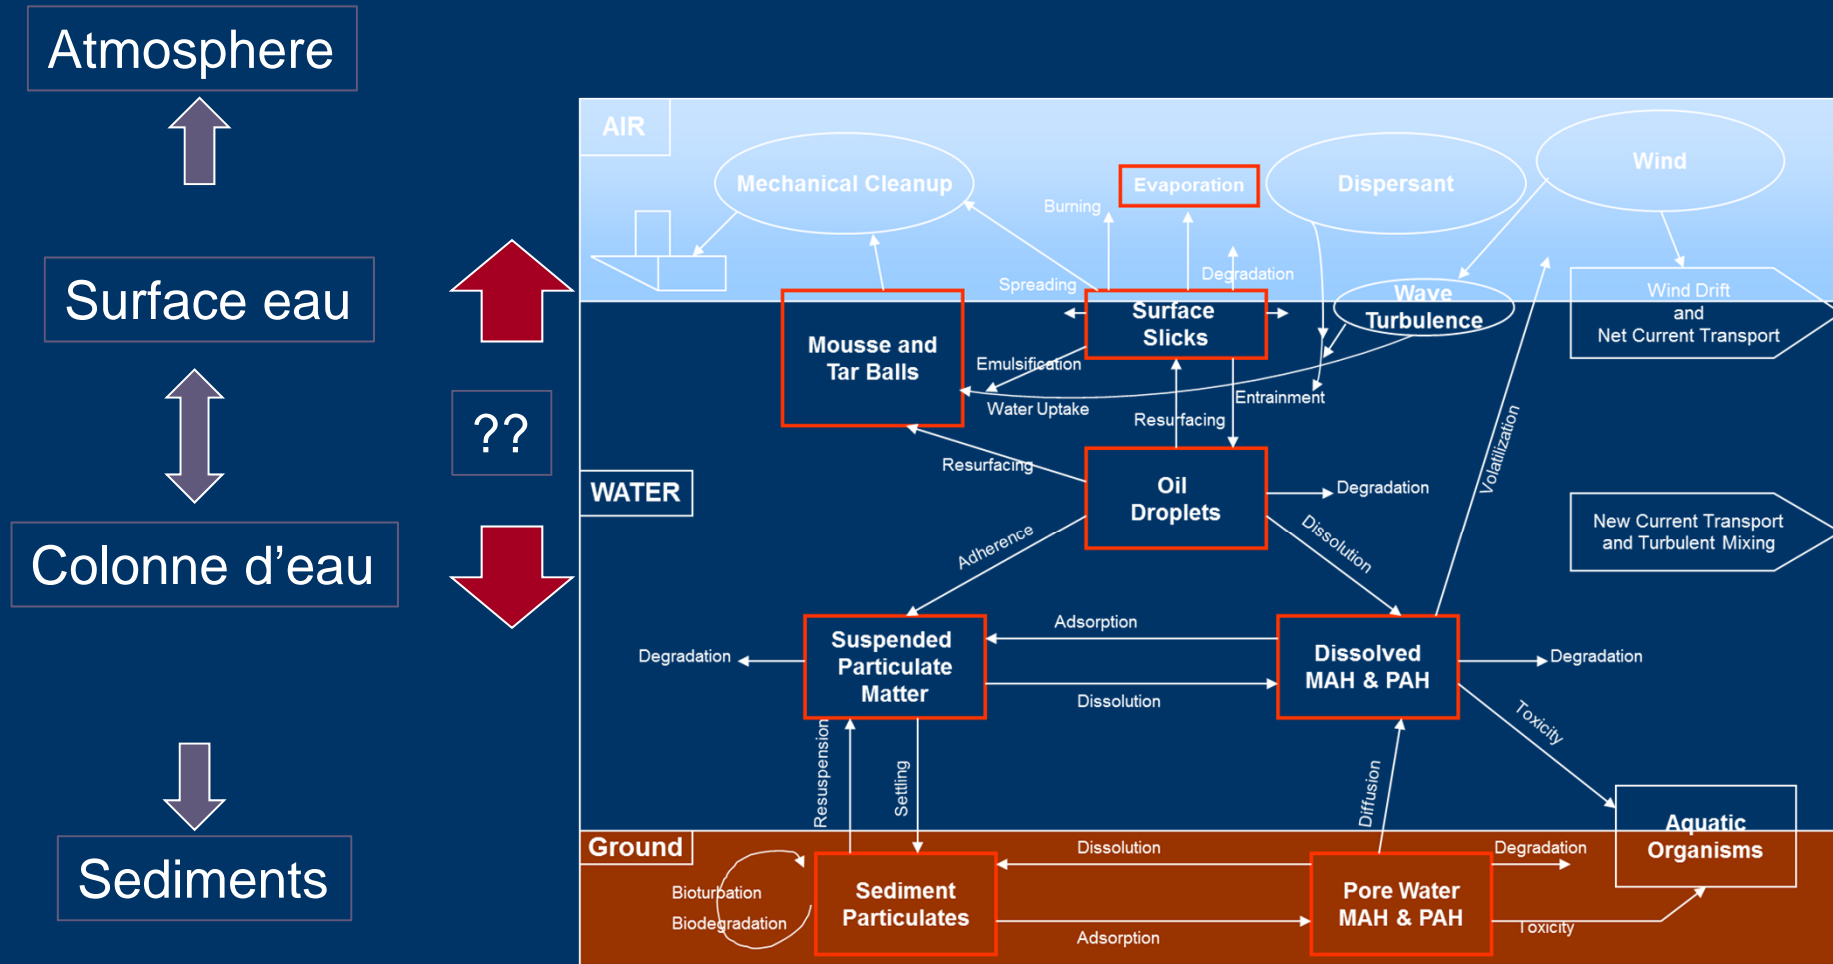 Atmosphere
Surface eau
??
Colonne d’eau
Sediments
AIR
Mechanical Cleanup
Evaporation
Dispersant
Wind
Burning
Spreading
Degradation
Surface
Slicks
Wave
Turbulence
Wind Drift
and
Net Current Transport
Mousse and
Tar Balls
Emulsification
Water Uptake
Resurfacing
Entrainment
Resurfacing
WATER
Oil
Droplets
Degradation
Volatilization
New Current Transport
and Turbulent Mixing
Adherence
Dissolution
Degradation
Suspended
Particulate
Matter
Adsorption
Dissolution
Dissolved
MAH & PAH
Degradation
Toxicity
Resuspension
Settling
Diffusion
Aquatic
Organisms
Ground
Bioturbation
Biodegradation
Sediment
Particulates
Dissolution
Adsorption
Pore Water
MAH & PAH
Degradation
Toxicity